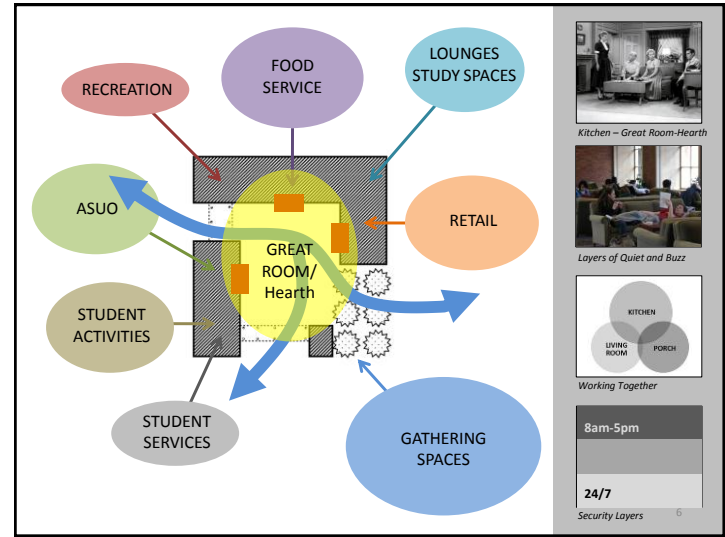 RECREATION
FOOD
SERVICE
LOUNGES
STUDY SPACES
ASUO
RETAIL
GREAT
ROOM/
Hearth
STUDENT
ACTIVITIES
STUDENT
SERVICES
GATHERING
SPACES
Kitchen – Great Room-Hearth
Layers of Quiet and Buzz
KITCHEN
LIVING
ROOM
PORCH
Working Together
8am-5pm
24/7
Security Layers
6